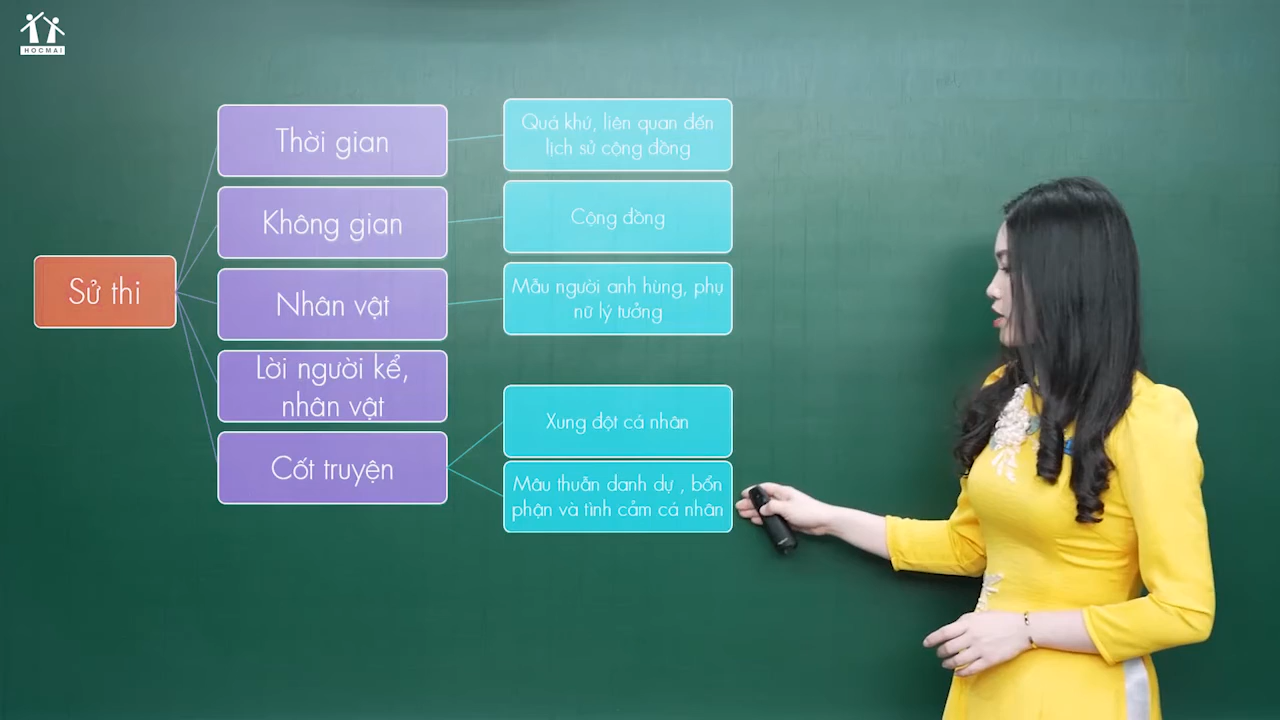 HOCMAI
Sử thi
Thời gian
Quá khứ, liên quan đến
lịch sử cộng đồng
Không gian
Cộng đồng
Nhân vật
Mẫu người anh hùng, phụ
nữ lý tưởng
Lời người kể,
nhân vật
Cốt truyện
Xung đột cá nhân
Mâu thuẫn danh dự , bổn
phận và tình cảm cá nhân